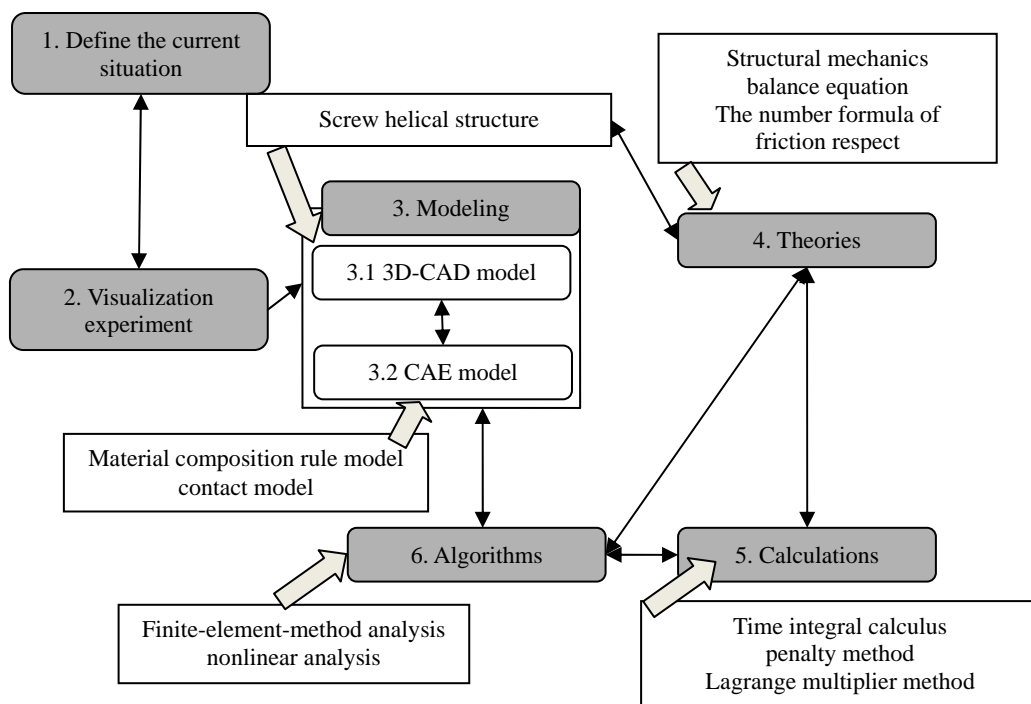 1. Define the current
situation
Structural mechanics
balance equation
The number formula of
friction respect
Screw helical structure
3. Modeling
4. Theories
3.1 3D-CAD model
2. Visualization
experiment
3.2 CAE model
Material composition rule model
contact model
6. Algorithms
5. Calculations
Finite-element-method analysis
nonlinear analysis
Time integral calculus
penalty method
Lagrange multiplier method